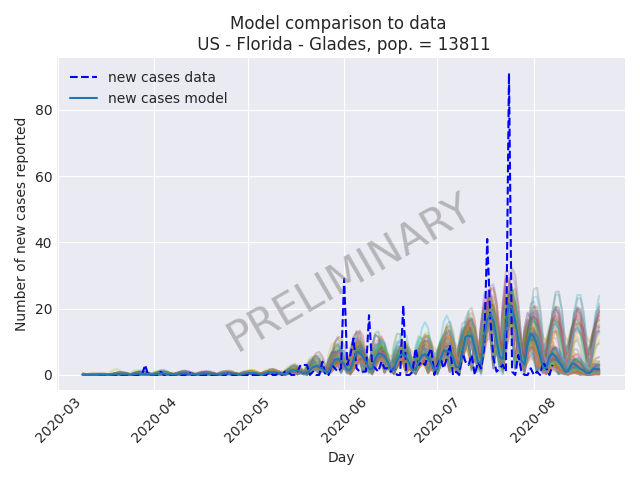 Model comparison to data
US - Florida - Glades, pop. = 13811
new cases data
new cases model
PRELIMINARY
Number of new cases reported
80
60
40
20
0
2020-03
2020-04
2020-05
2020-06
2020-07
2020-08
Day